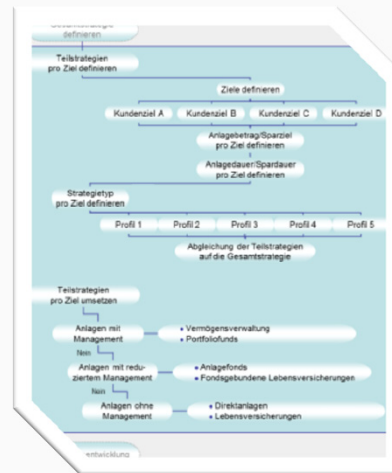 definieren
Teilstrategien
pro Ziel definieren
Ziele definieren
Kundenziel A Kundenziel B Kundenziel C Kundenziel D
Anlagebetrag/Sparziel
pro Ziel definieren
Anlagedauer/Spardauer
pro Ziel definieren
Strategietyp
pro Ziel definieren
Profil 1 Profil 2 Profil 3 Profil 4 Profil 5
Abgleichung der Teilstrategien
auf die Gesamtstrategie
Teilstrategien
pro Ziel umsetzen
Anlagen mit
Management
• Vermögensverwaltung
• Portfoliofunds
Nein
Anlagen mit redu-
ziertem Management
• Anlagefonds
• Fondsgebundene Lebensversicherungen
Nein
Anlagen ohne
Management
• Direktanlagen
• Lebensversicherungen